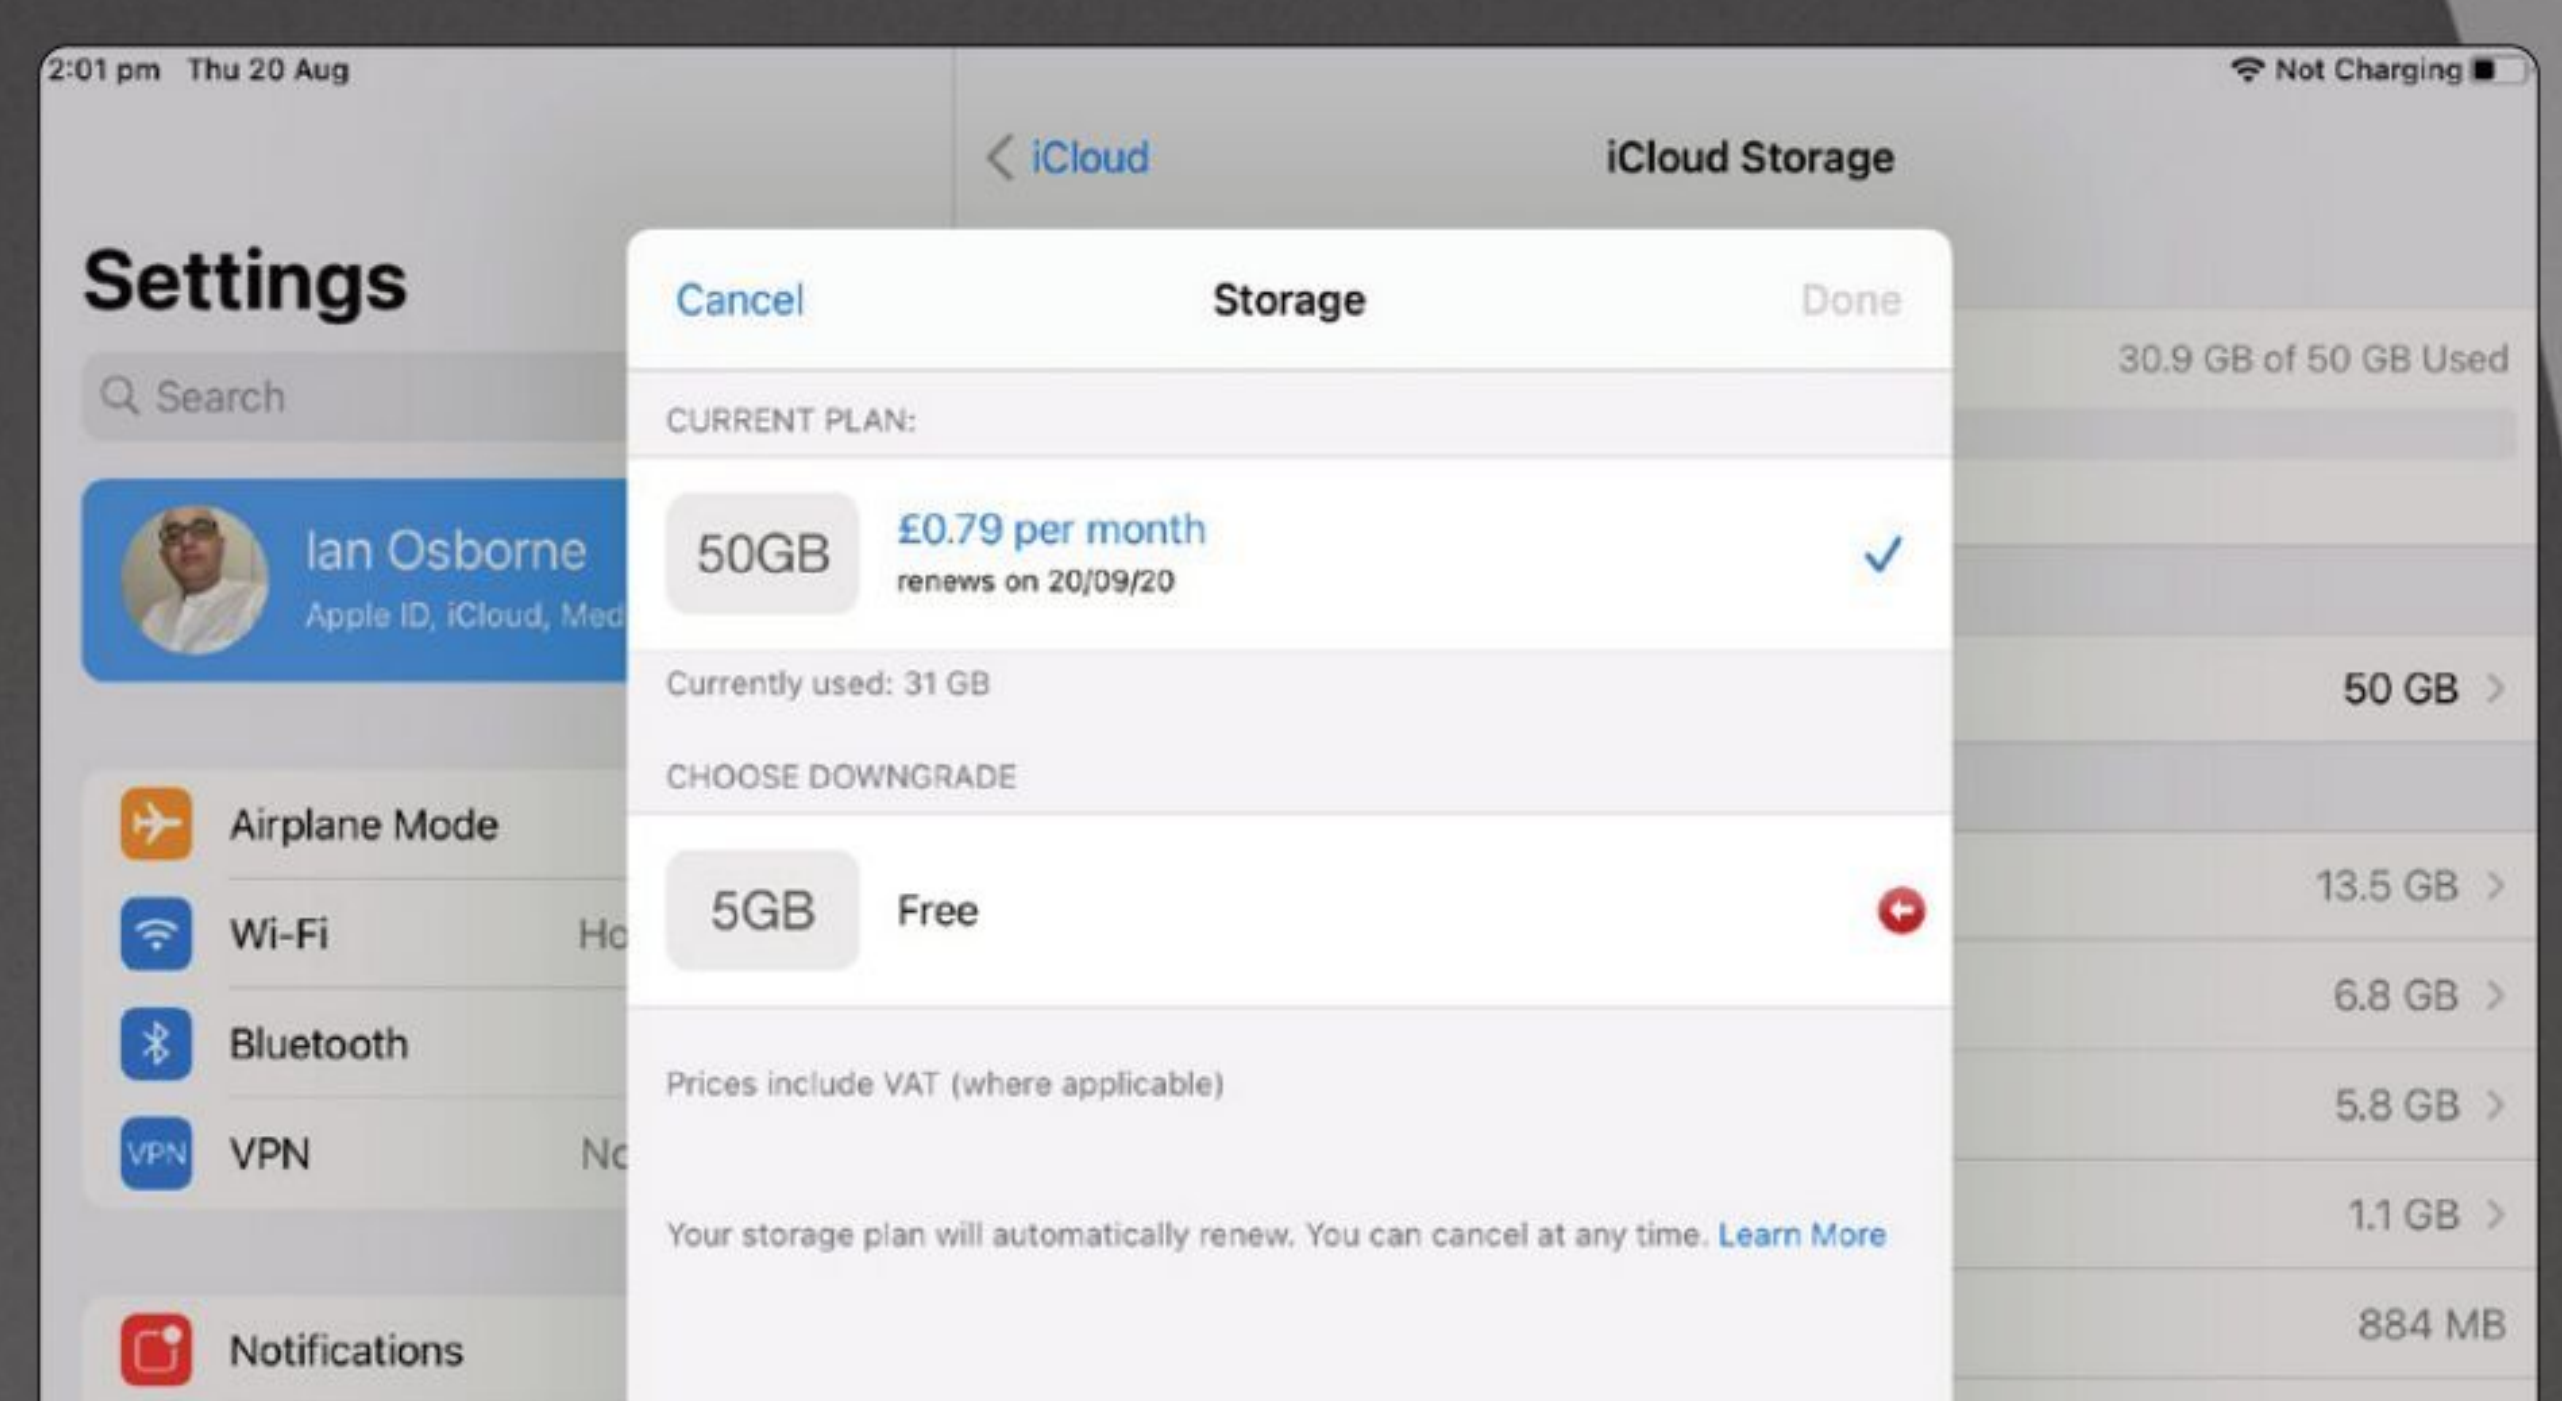 2:01 pm Thu 20 Aug
Not Charging
Settings
Search
Ian Osborne
Apple ID, iCloud, Med
Airplane Mode
Wi-Fi
Ho
Bluetooth
VPN
VPN
No
Notifications
iCloud
iCloud Storage
Cancel
Storage
Done
CURRENT PLAN:
50GB
£0.79 per month
renews on 20/09/20
Currently used: 31 GB
CHOOSE DOWNGRADE
5GB
Free
Prices include VAT (where applicable)
Your storage plan will automatically renew. You can cancel at any time. Learn More
30.9 GB of 50 GB Used
50 GB
13.5 GB
6.8 GB
5.8 GB
1.1 GB
884 MB